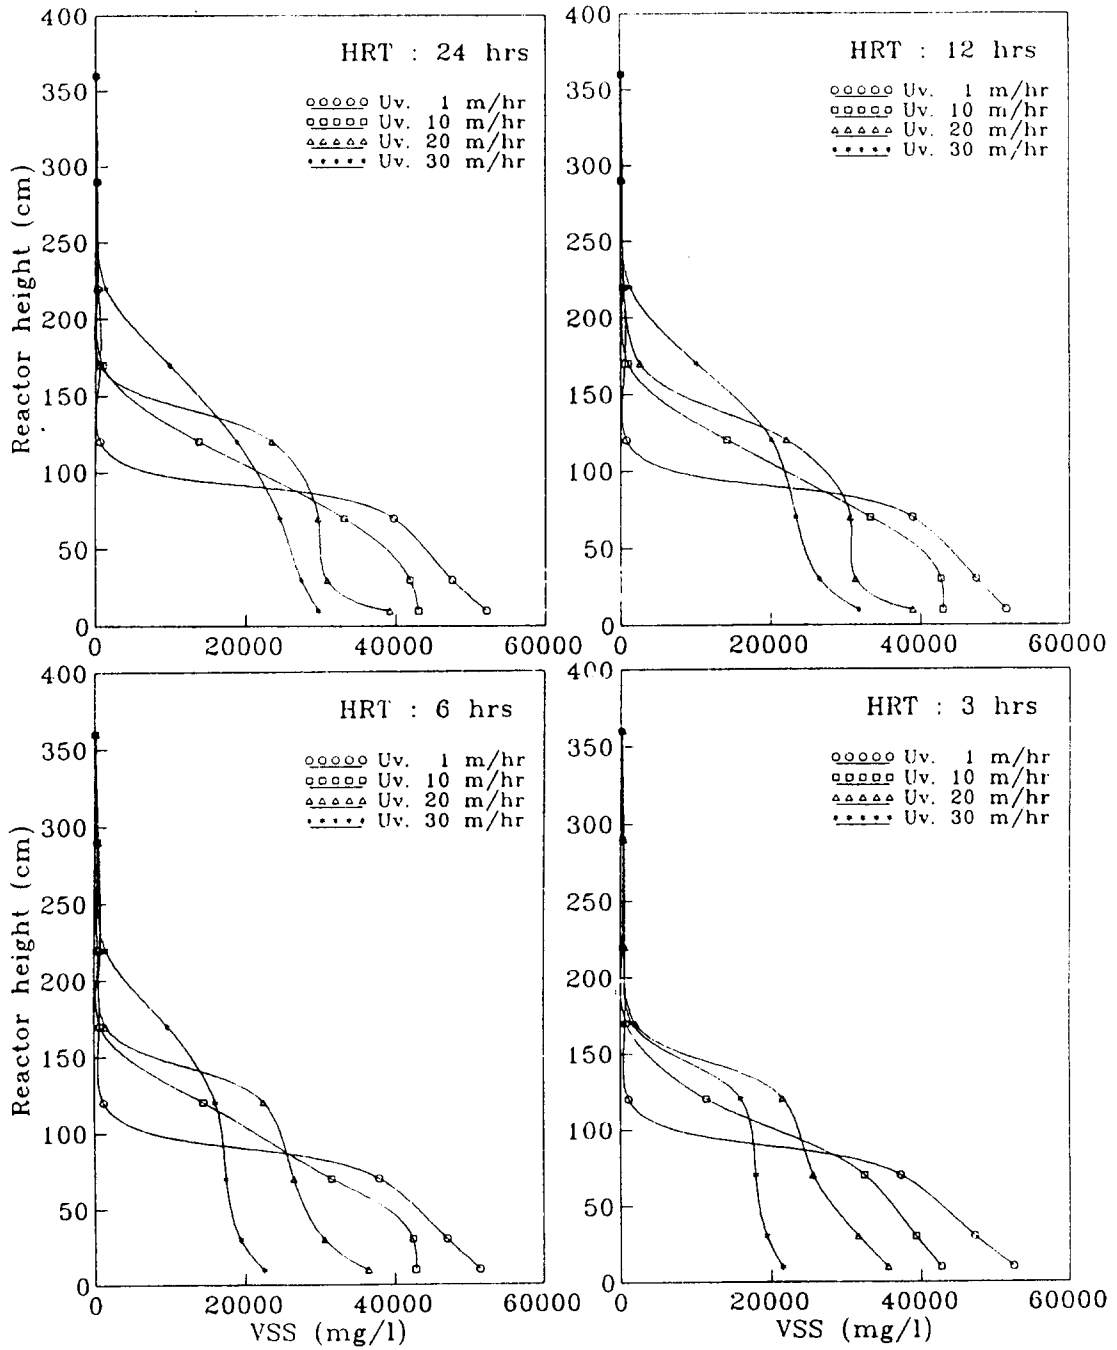 HRT : 24 hrs
Uv. 1 m/hr
Uv. 10 m/hr
Uv. 20 m/hr
Uv. 30 m/hr
400
350
300
250
200
150
100
50
0
Reactor height (cm)
0
20000
40000
60000
HRT : 12 hrs
Uv. 1 m/hr
Uv. 10 m/hr
Uv. 20 m/hr
Uv. 30 m/hr
400
350
300
250
200
150
100
50
0
0
20000
40000
60000
HRT : 6 hrs
Uv. 1 m/hr
Uv. 10 m/hr
Uv. 20 m/hr
Uv. 30 m/hr
400
350
300
250
200
150
100
50
0
Reactor height (cm)
0
20000
40000
60000
VSS (mg/l)
HRT : 3 hrs
Uv. 1 m/hr
Uv. 10 m/hr
Uv. 20 m/hr
Uv. 30 m/hr
400
350
300
250
200
150
100
50
0
0
20000
40000
60000
VSS (mg/l)